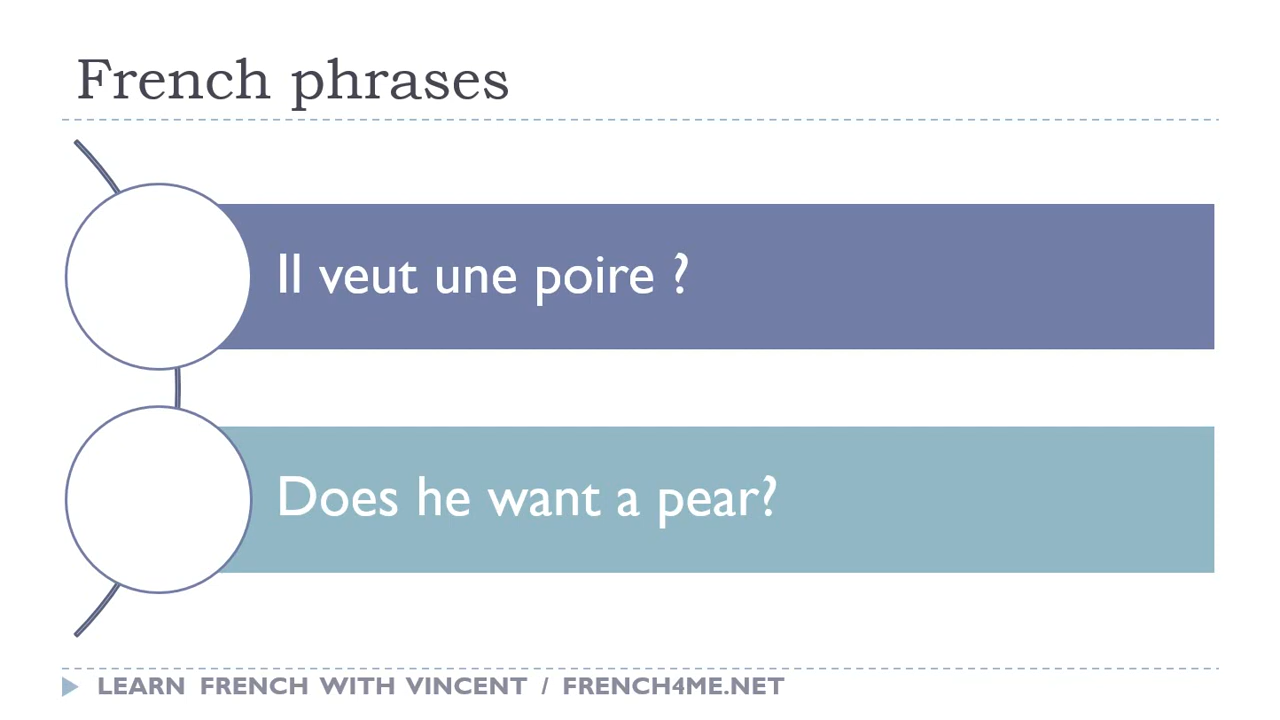 French phrases
Il veut une poire ?
Does he want a pear?
LEARN FRENCH WITH VINCENT / FRENCH4ME.NET